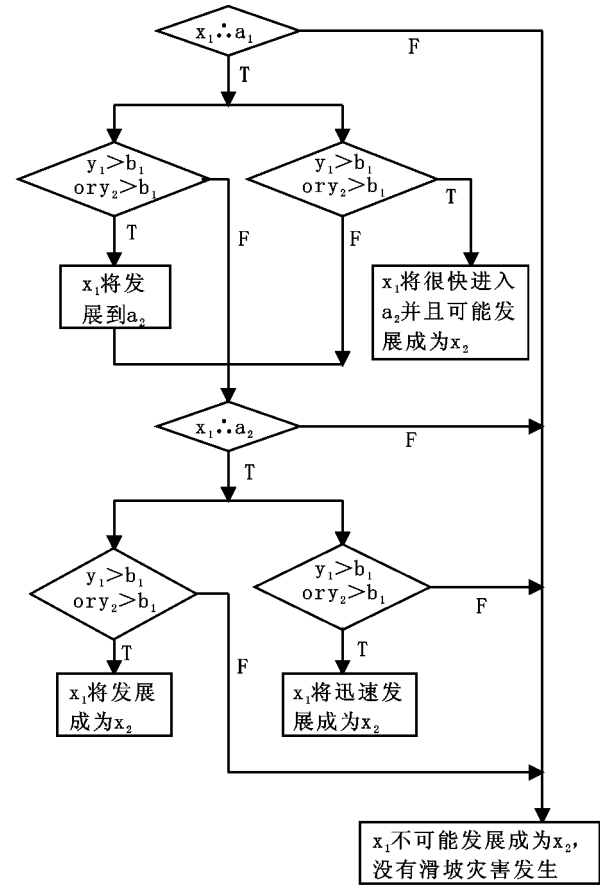 x₁∴a₁
F
T
y₁>b₁
ory₂>b₁
y₁>b₁
ory₂>b₁
T
T
F
F
x₁将发
展到a₂
x₁将很快进入
a₂并且可能发
展成为x₂
x₁∴a₂
F
T
y₁>b₁
ory₂>b₁
y₁>b₁
ory₂>b₁
F
T
F
T
x₁将发展
成为x₂
x₁将迅速发
展成为x₂
x₁不可能发展成为x₂,
没有滑坡灾害发生